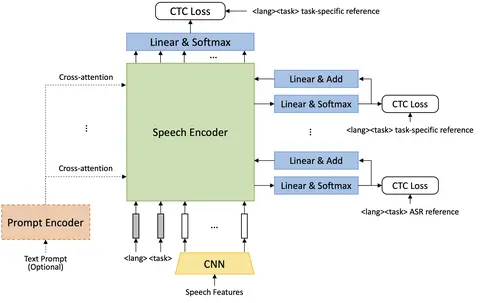 CTC Loss
<lang><task> task-specific reference
Linear & Softmax
...
Cross-attention
Linear & Add
Linear & Softmax
CTC Loss
<lang><task> task-specific reference
...
Speech Encoder
...
Cross-attention
Linear & Add
Linear & Softmax
CTC Loss
<lang><task> ASR reference
Prompt Encoder
Text Prompt
(Optional)
<lang> <task>
...
CNN
Speech Features